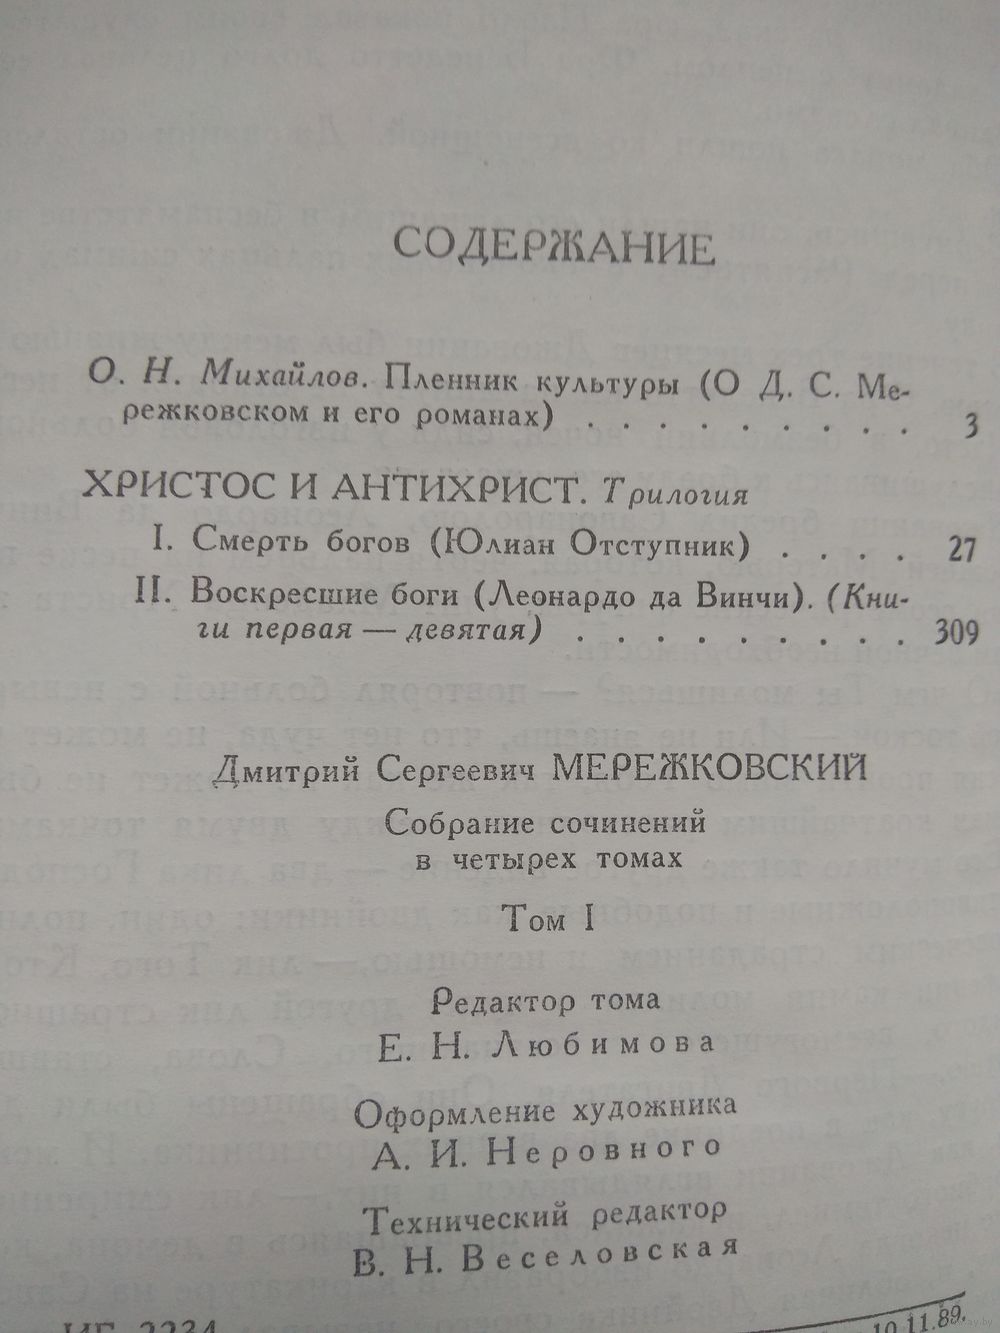 СОДЕРЖАНИЕ
О. Н. Михайлов. Пленник культуры (О Д. С. Ме-
режковском и его романах) . . . . . . . . . 3
ХРИСТОС И АНТИХРИСТ. Трилогия
I. Смерть богов (Юлиан Отступник) . . . . 27
II. Воскресшие боги (Леонардо да Винчи). (Кни-
ги первая — девятая) . . . . . . . . . 309
Дмитрий Сергеевич МЕРЕЖКОВСКИЙ
Собрание сочинений
в четырех томах
Том I
Редактор тома
Е. Н. Любимова
Оформление художника
А. И. Неровного
Технический редактор
В. Н. Веселовская
ИБ 2234
10.11.89.